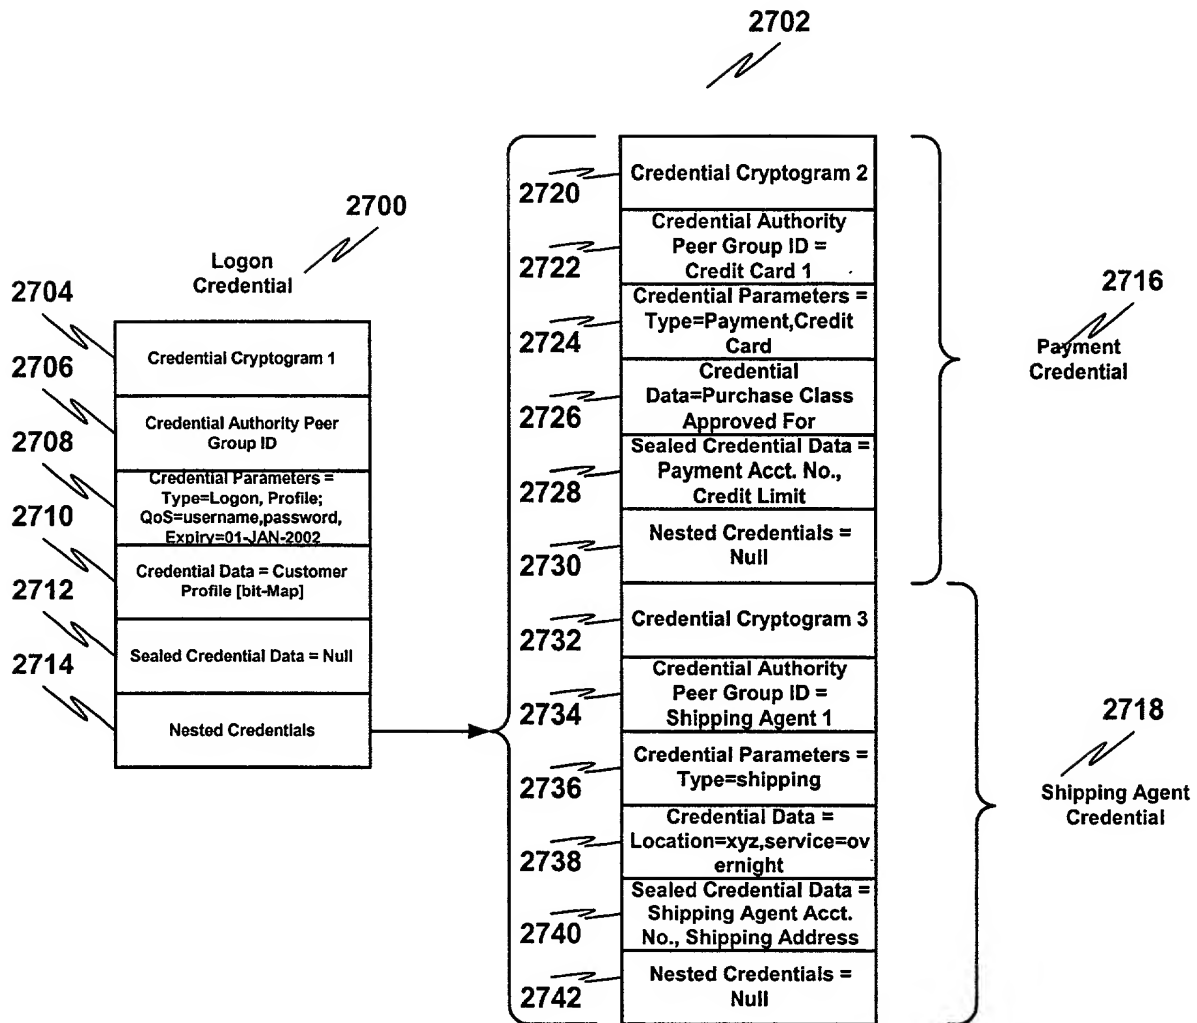 2702
2700
Logon
Credential
2704
Credential Cryptogram 1
2706
Credential Authority Peer
Group ID
2708
Credential Parameters =
Type=Logon, Profile;
QoS=username,password,
Expiry=01-JAN-2002
2710
Credential Data = Customer
Profile [bit-Map]
2712
Sealed Credential Data = Null
2714
Nested Credentials
2720
Credential Cryptogram 2
2722
Credential Authority
Peer Group ID =
Credit Card 1
2724
Credential Parameters =
Type=Payment,Credit
Card
2726
Credential
Data=Purchase Class
Approved For
2728
Sealed Credential Data =
Payment Acct. No.,
Credit Limit
2730
Nested Credentials =
Null
2716
Payment
Credential
2732
Credential Cryptogram 3
2734
Credential Authority
Peer Group ID =
Shipping Agent 1
2736
Credential Parameters =
Type=shipping
2738
Credential Data =
Location=xyz,service=ov
ernight
2740
Sealed Credential Data =
Shipping Agent Acct.
No., Shipping Address
2742
Nested Credentials =
Null
2718
Shipping Agent
Credential